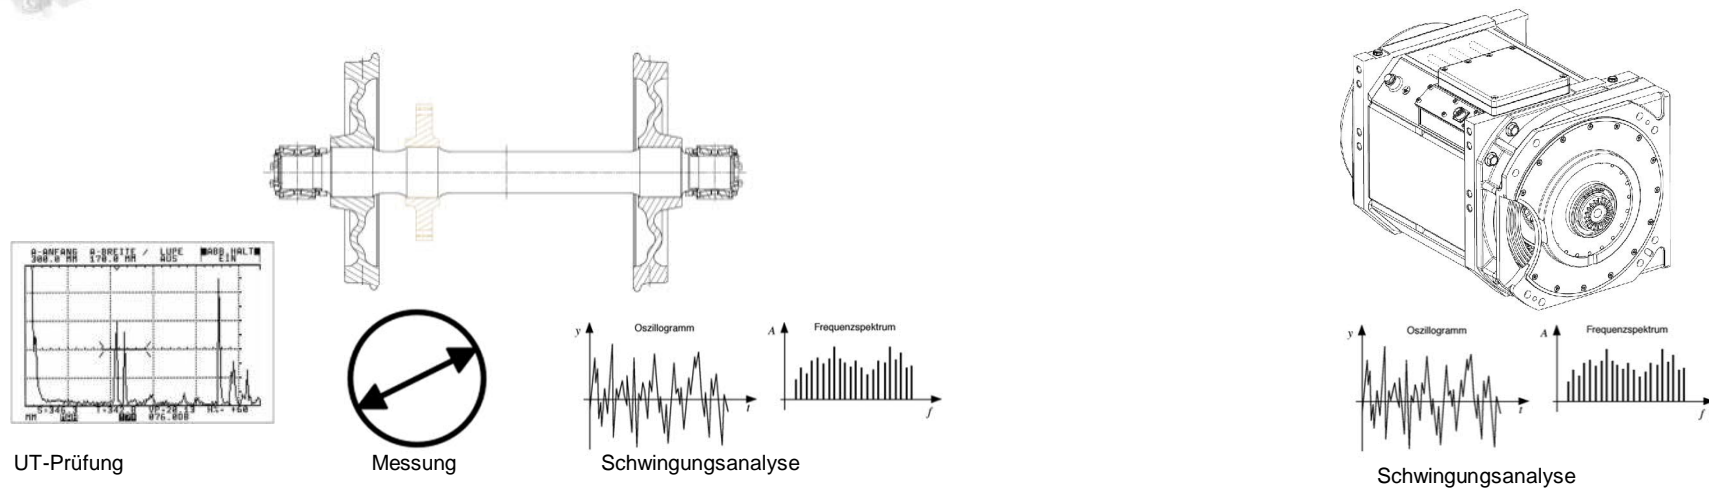 A-ANFANG A-BREITE / LUPE ABB.HALT
300.0 MM 170.0 MM AUS EIN
MM
UT-Prüfung
Messung
y
Oszillogramm
t
A
Frequenzspektrum
f
Schwingungsanalyse
y
Oszillogramm
t
A
Frequenzspektrum
f
Schwingungsanalyse